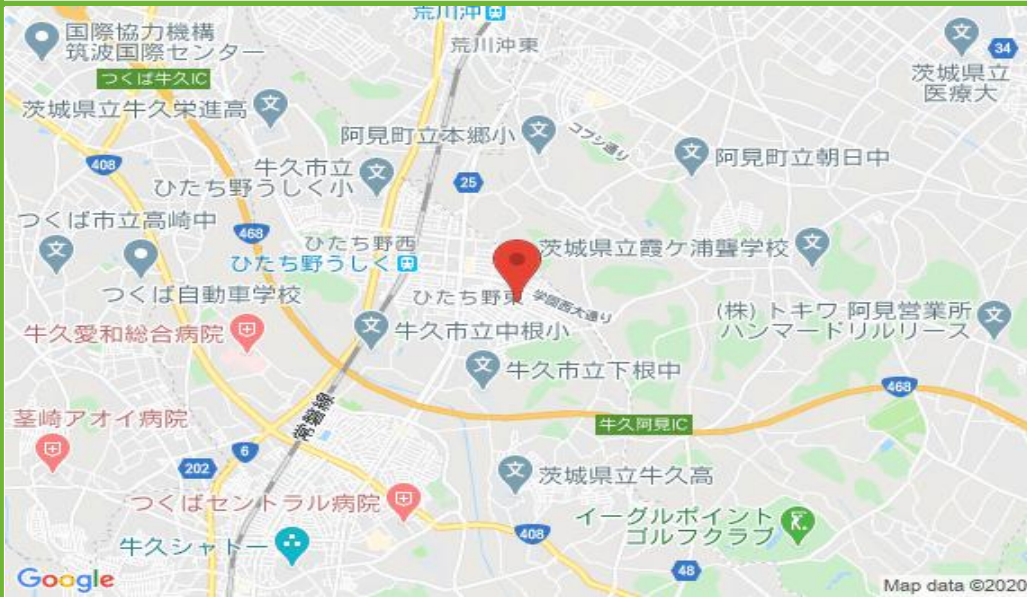 荒川沖
国際協力機構
筑波国際センター
荒川沖東
34
つくば牛久IC
茨城県立
医療大
茨城県立牛久栄進高
阿見町立本郷小
コブシ通り
408
牛久市立
ひたち野うしく小
阿見町立朝日中
25
つくば市立高崎中
468
ひたち野西
ひたち野うしく
茨城県立霞ケ浦聾学校
つくば自動車学校
ひたち野東
学園西大通り
(株)トキワ 阿見営業所
ハンマードリルリース
牛久愛和総合病院
牛久市立中根小
牛久市立下根中
468
茎崎アオイ病院
常磐線
牛久阿見IC
6
202
茨城県立牛久高
つくばセントラル病院
イーグルポイント
ゴルフクラブ
408
牛久シャトー
48
Google
Map data ©2020